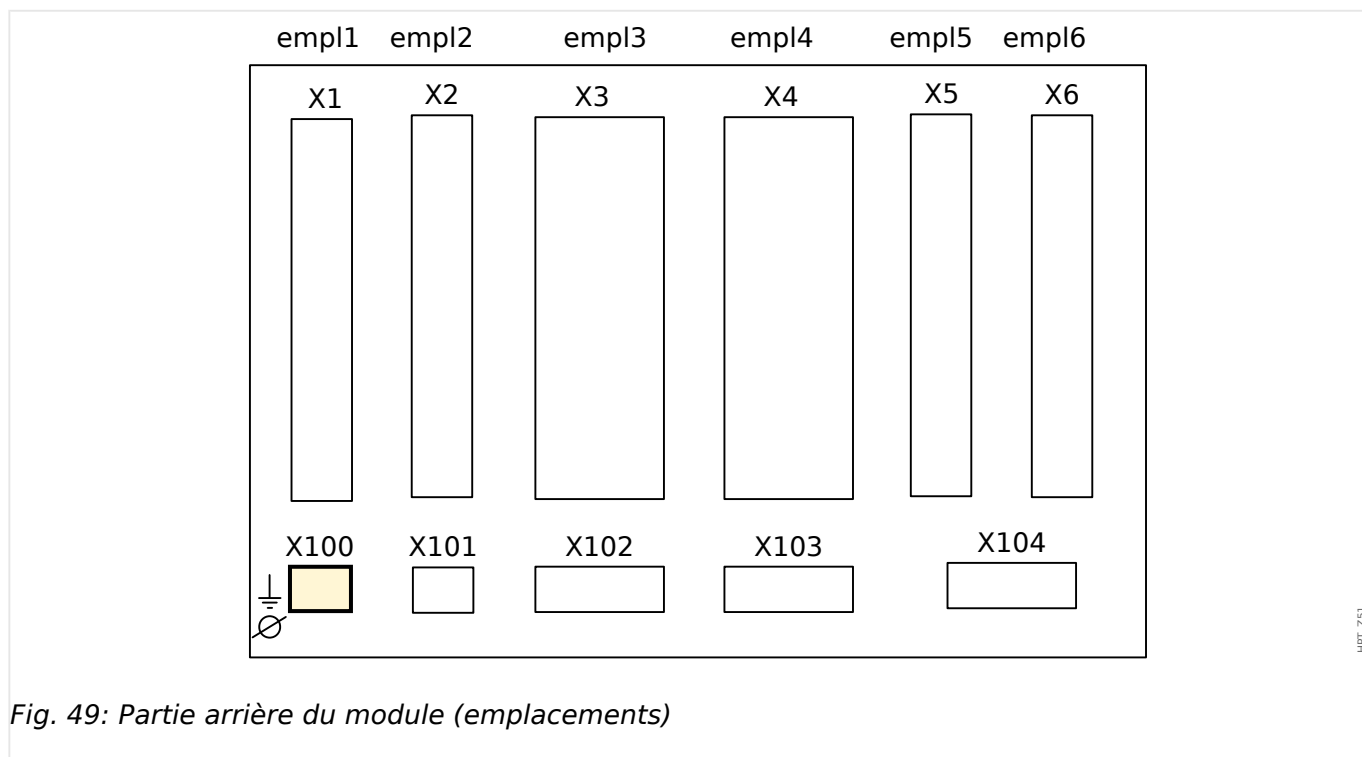 empl1 empl2 empl3 empl4 empl5 empl6
X1 X2 X3 X4 X5 X6
X100 X101 X102 X103 X104
Fig. 49: Partie arrière du module (emplacements)